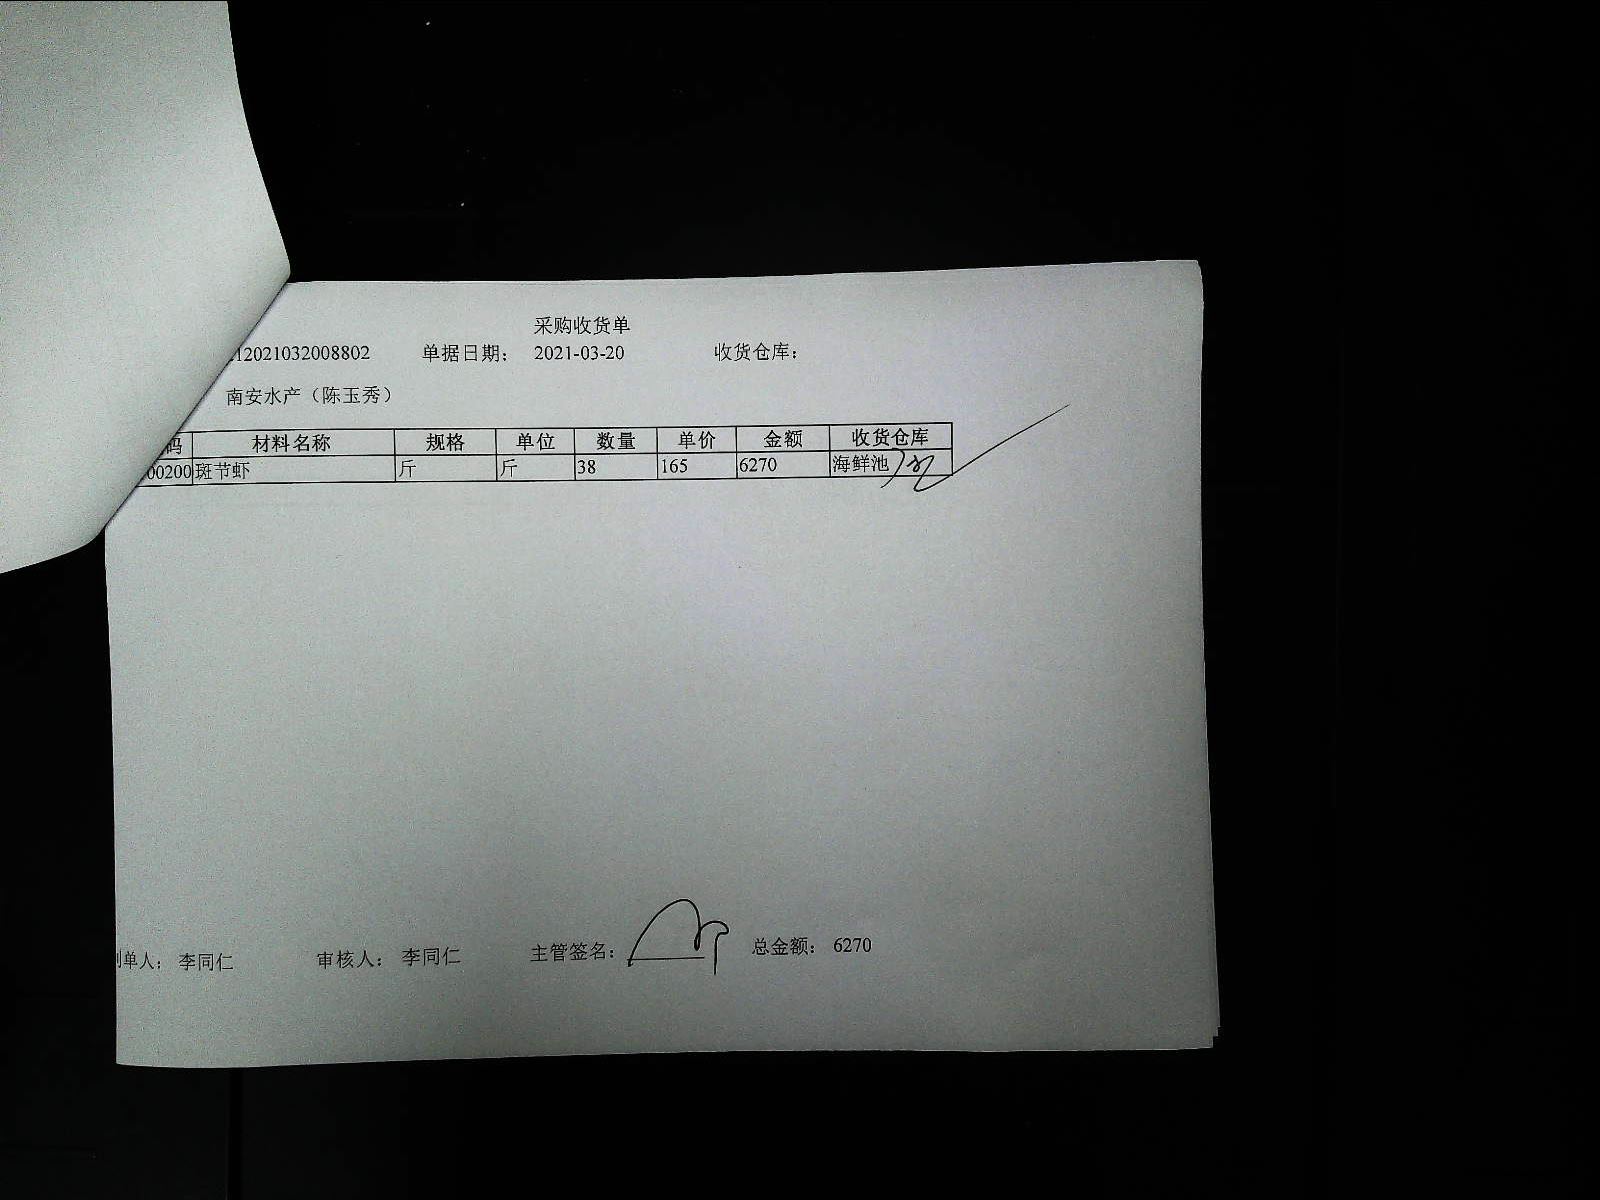 采购收货单
12021032008802 单据日期： 2021-03-20 收货仓库：
南安水产（陈玉秀）
码 材料名称 规格 单位 数量 单价 金额 收货仓库
00200 斑节虾 斤 斤 38 165 6270 海鲜池
单人： 李同仁 审核人： 李同仁 主管签名： 总金额： 6270